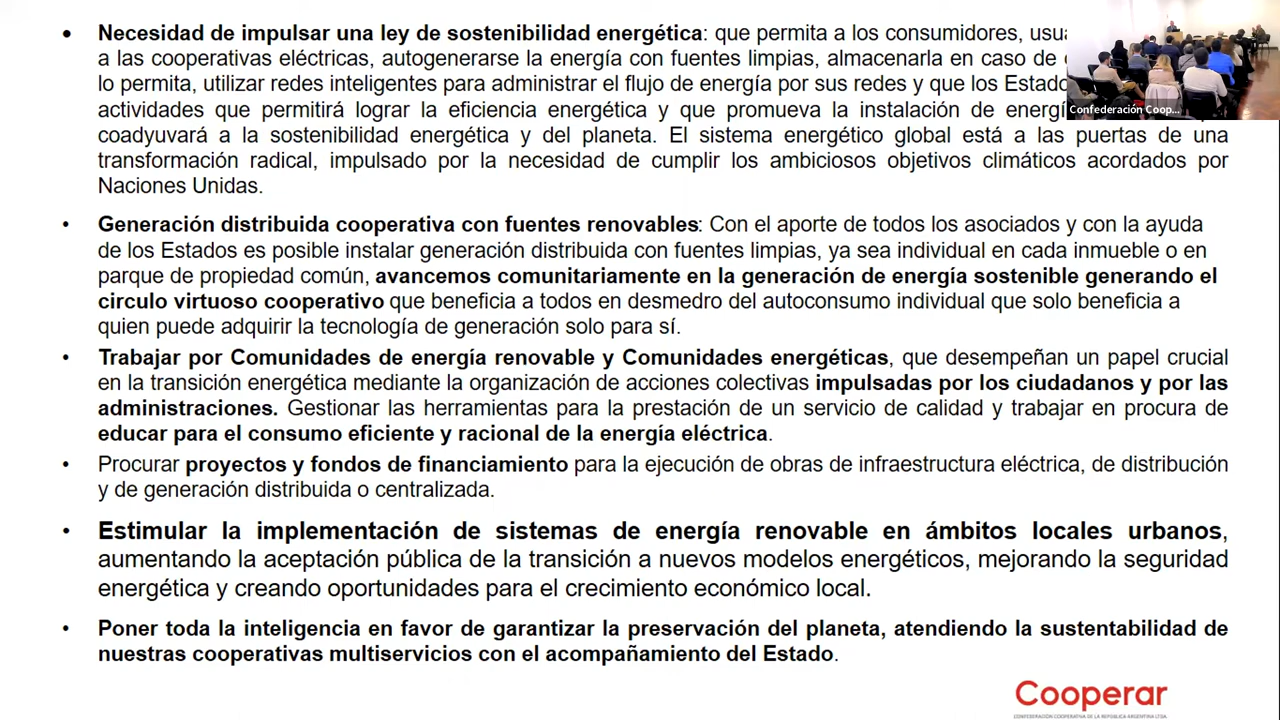 • Necesidad de impulsar una ley de sostenibilidad energética: que permita a los consumidores,
a las cooperativas eléctricas, autogenerarse la energía con fuentes limpias, almacenarla en caso de
lo permita, utilizar redes inteligentes para administrar el flujo de energía por sus redes y que los
actividades que permitirá lograr la eficiencia energética y que promueva la instalación de
coadyuvará a la sostenibilidad energética y del planeta. El sistema energético global está a las puertas de una
transformación radical, impulsado por la necesidad de cumplir los ambiciosos objetivos climáticos acordados por
Naciones Unidas.
• Generación distribuida cooperativa con fuentes renovables: Con el aporte de todos los asociados y con la ayuda
de los Estados es posible instalar generación distribuida con fuentes limpias, ya sea individual en cada inmueble o en
parque de propiedad común, avancemos comunitariamente en la generación de energía sostenible generando el
circulo virtuoso cooperativo que beneficia a todos en desmedro del autoconsumo individual que solo beneficia a
quien puede adquirir la tecnología de generación solo para sí.
• Trabajar por Comunidades de energía renovable y Comunidades energéticas, que desempeñan un papel crucial
en la transición energética mediante la organización de acciones colectivas impulsadas por los ciudadanos y por las
administraciones. Gestionar las herramientas para la prestación de un servicio de calidad y trabajar en procura de
educar para el consumo eficiente y racional de la energía eléctrica.
• Procurar proyectos y fondos de financiamiento para la ejecución de obras de infraestructura eléctrica, de distribución
y de generación distribuida o centralizada.
• Estimular la implementación de sistemas de energía renovable en ámbitos locales urbanos,
aumentando la aceptación pública de la transición a nuevos modelos energéticos, mejorando la seguridad
energética y creando oportunidades para el crecimiento económico local.
• Poner toda la inteligencia en favor de garantizar la preservación del planeta, atendiendo la sustentabilidad de
nuestras cooperativas multiservicios con el acompañamiento del Estado.
Confederación Coop...
Cooperar
CONFEDERACIÓN COOPERATIVA DE LA REPÚBLICA ARGENTINA LTDA.